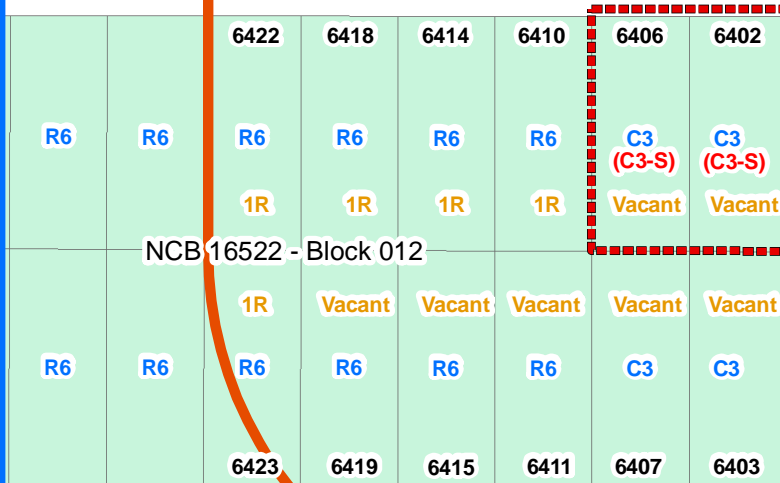 6422 6418 6414 6410 6406 6402
R6 R6 R6 R6 R6 R6 C3 C3
(C3-S) (C3-S)
1R 1R 1R 1R Vacant Vacant
NCB 16522 - Block 012
1R Vacant Vacant Vacant Vacant Vacant
R6 R6 R6 R6 R6 R6 C3 C3
6423 6419 6415 6411 6407 6403